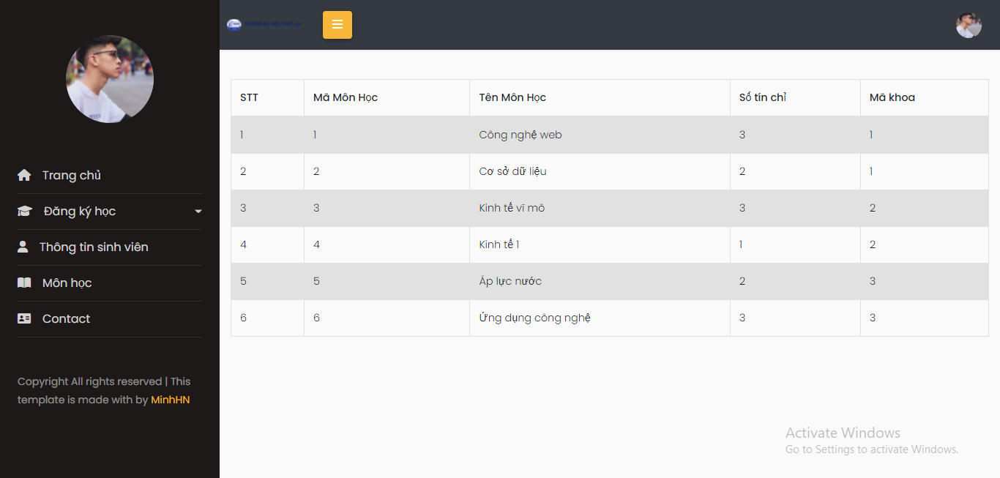 Trang chủ
Đăng ký học
Thông tin sinh viên
Môn học
Contact
Copyright All rights reserved | This
template is made with by MinhHN
STT Mã Môn Học Tên Môn Học Số tín chỉ Mã khoa
1 1 Công nghệ web 3 1
2 2 Cơ sở dữ liệu 2 1
3 3 Kinh tế vĩ mô 3 2
4 4 Kinh tế 1 1 2
5 5 Áp lực nước 2 3
6 6 Ứng dụng công nghệ 3 3
Activate Windows
Go to Settings to activate Windows.